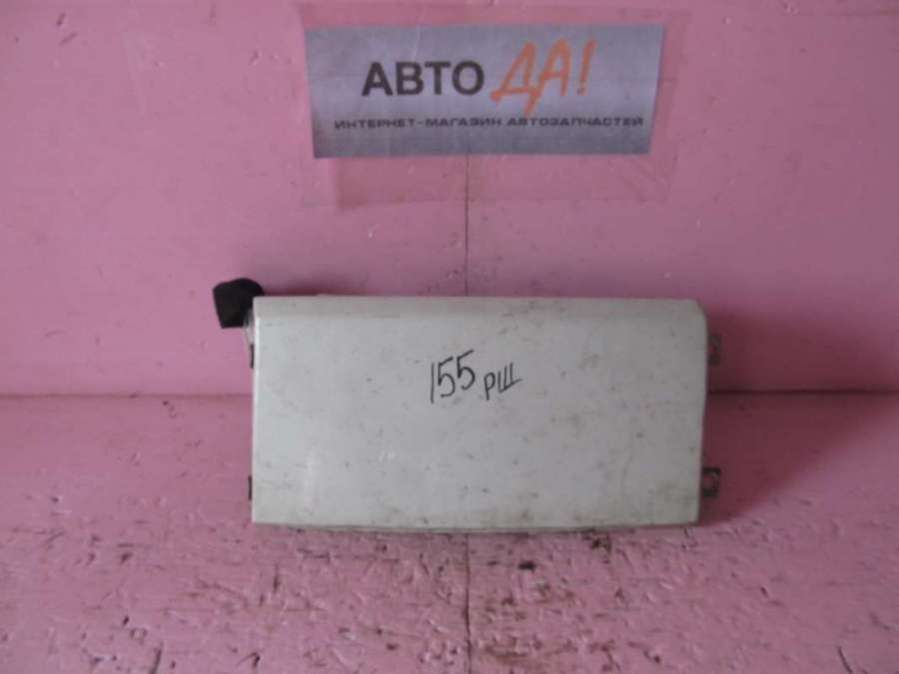 АВТО ДА!
ИНТЕРНЕТ-МАГАЗИН АВТОЗАПЧАСТЕЙ
155 РШ